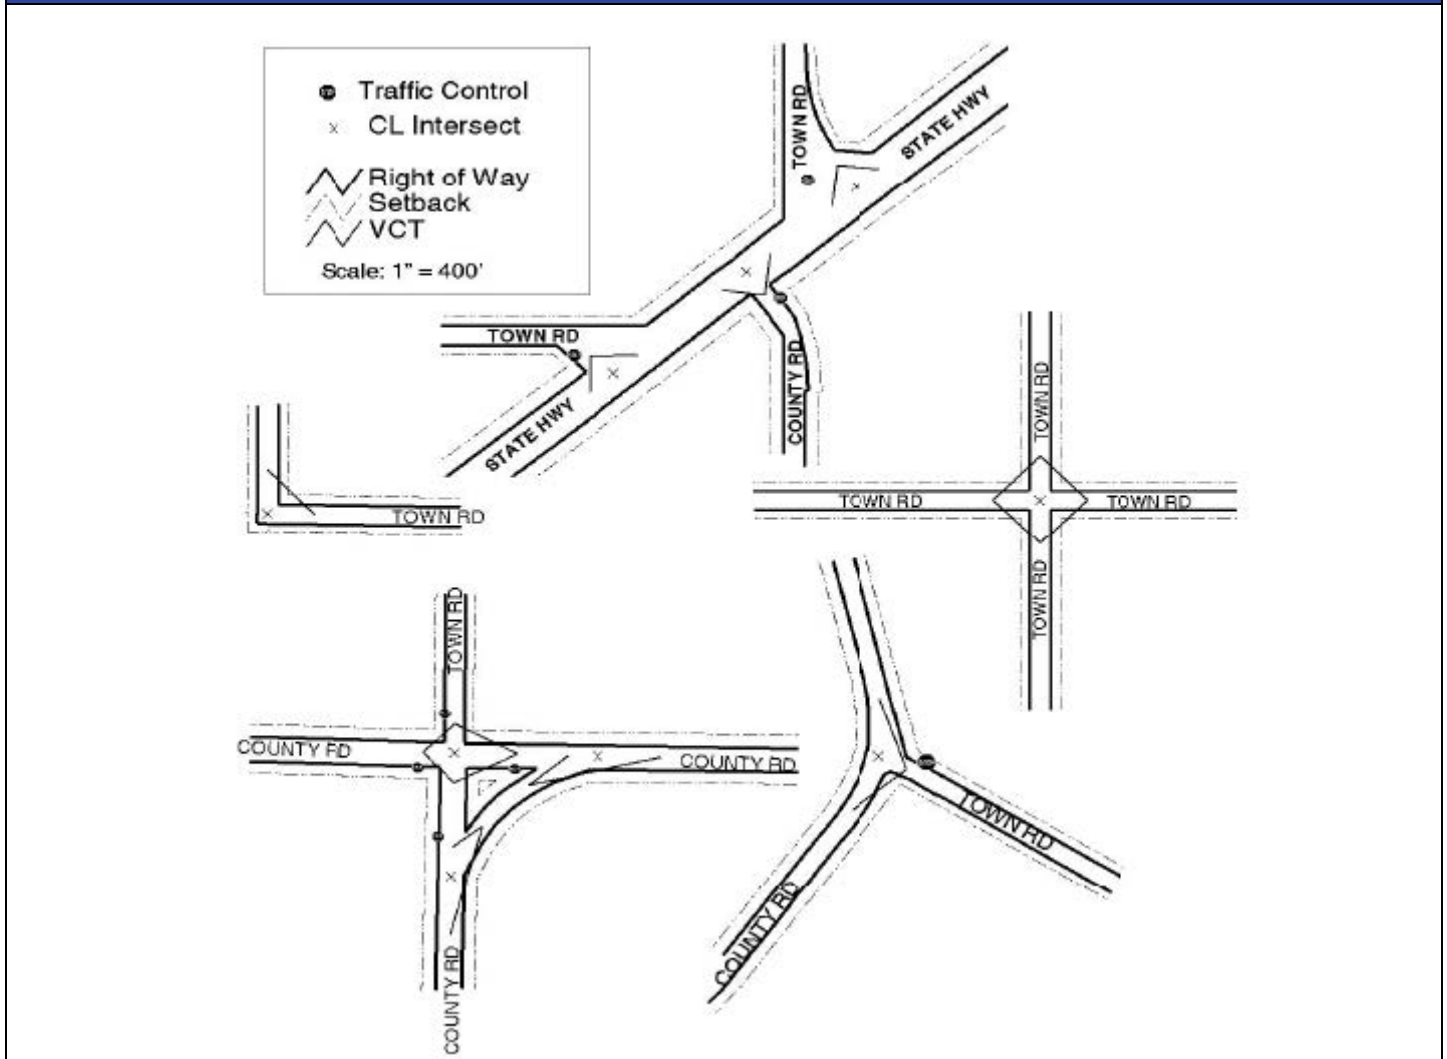 Traffic Control
CL Intersect
Right of Way
Setback
VCT
Scale: 1" = 400'
TOWN RD
STATE HWY
TOWN RD
COUNTY RD
STATE HWY
TOWN RD
TOWN RD
TOWN RD
TOWN RD
TOWN RD
TOWN RD
COUNTY RD
COUNTY RD
COUNTY RD
TOWN RD
COUNTY RD